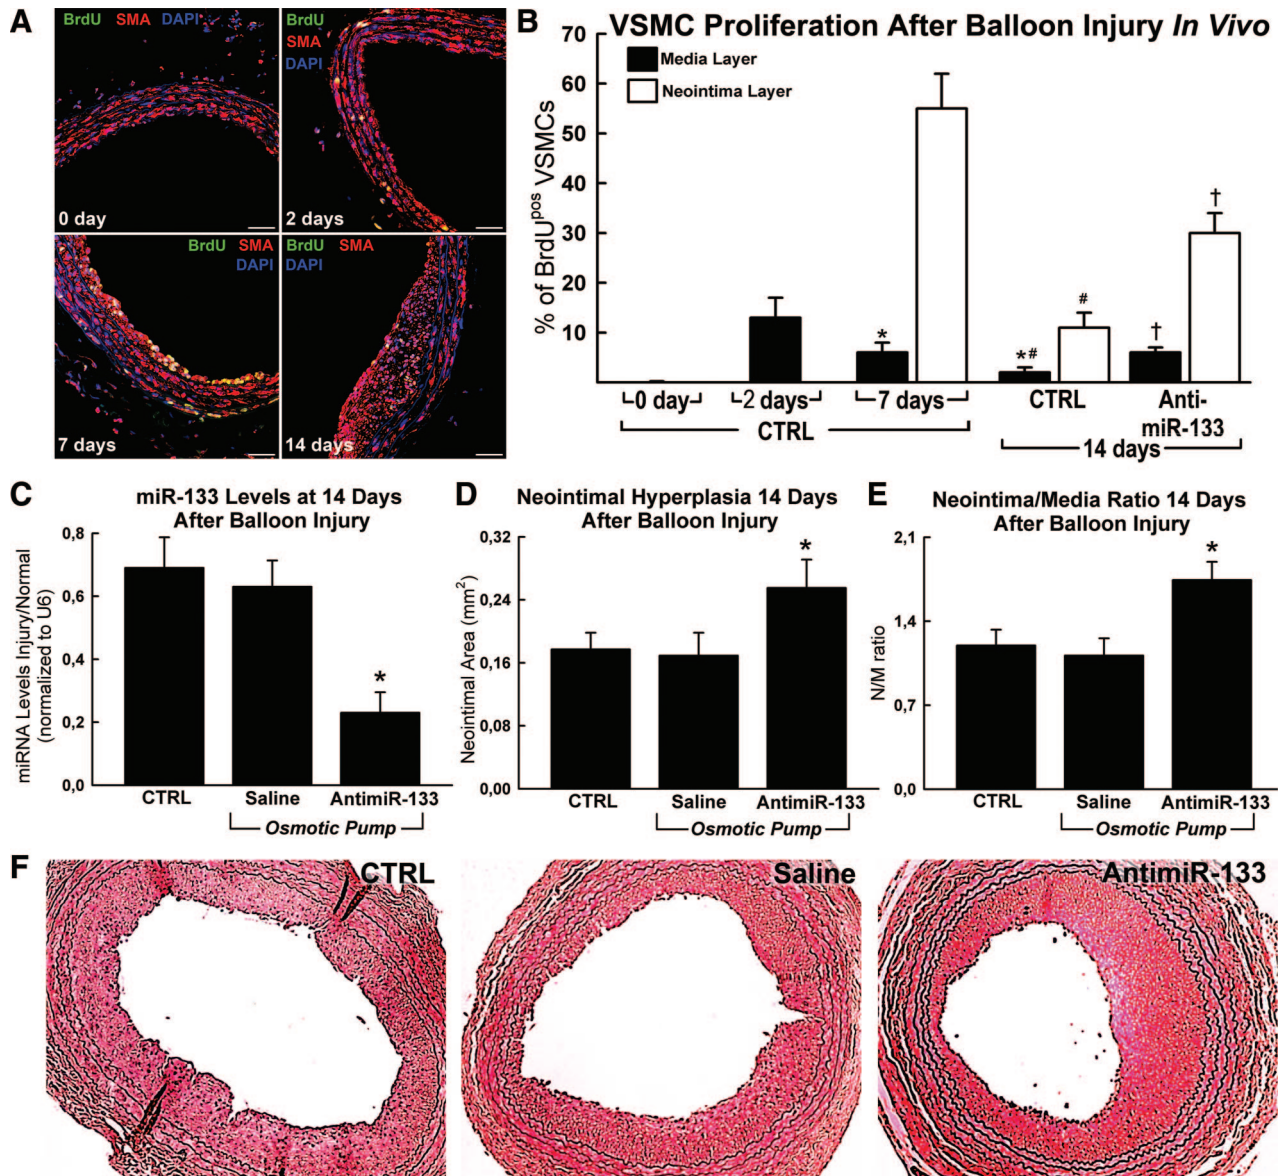 A
BrdU SMA DAPI
0 day
BrdU
SMA
DAPI
2 days
BrdU SMA
DAPI
7 days
BrdU SMA
DAPI
14 days
B
VSMC Proliferation After Balloon Injury In Vivo
% of BrdUpos VSMCs
70
60
50
40
30
20
10
Media Layer
Neointima Layer
*
*#
#
†
†
0 day
2 days
7 days
CTRL
Anti-
miR-133
CTRL
14 days
C
miR-133 Levels at 14 Days
After Balloon Injury
miRNA Levels Injury/Normal
(normalized to U6)
0,8
0,6
0,4
0,2
0,0
*
CTRL Saline AntimiR-133
Osmotic Pump
D
Neointimal Hyperplasia 14 Days
After Balloon Injury
Neointimal Area (mm2)
0,32
0,24
0,16
0,08
0,00
*
CTRL Saline AntimiR-133
Osmotic Pump
E
Neointima/Media Ratio 14 Days
After Balloon Injury
N/M ratio
2,1
1,4
0,7
0,0
*
CTRL Saline AntimiR-133
Osmotic Pump
F
CTRL
Saline
AntimiR-133